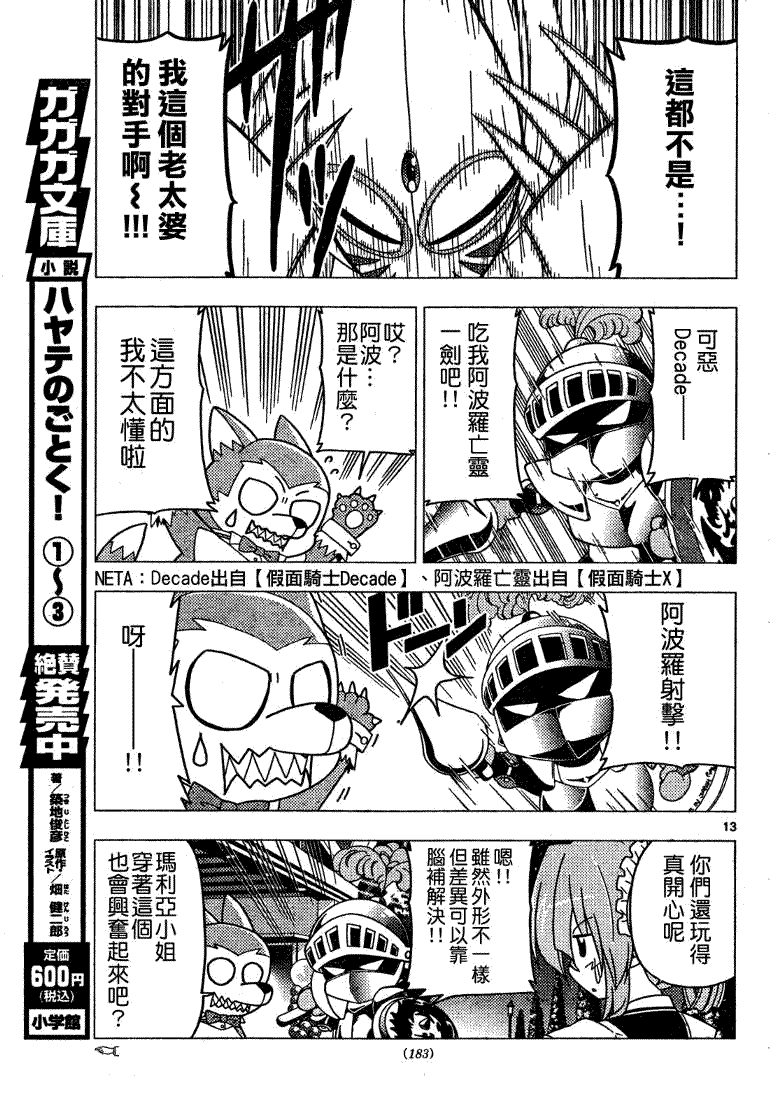 這都不是…！
我這個老太婆
的對手啊～!!!
可惡
Decade——
吃我阿波羅亡靈
一劍吧!!
哎？
阿波…
那是什麼？
這方面的
我不太懂啦
NETA：Decade出自【假面騎士Decade】、阿波羅亡靈出自【假面騎士X】
阿波羅射擊!!
ドーン
呀——!!
13
你們還玩得
真開心呢
嗯!!
雖然外形不一樣
但差異可以靠
腦補解決!!
瑪利亞小姐
穿著這個
也會興奮起來吧？
(183)
ガガガ文庫
小説
ハヤテのごとく！①〜③
絶賛
発売中
著／築地俊彦
原作・イラスト／畑健二郎
定価
600円
(税込)
小学館